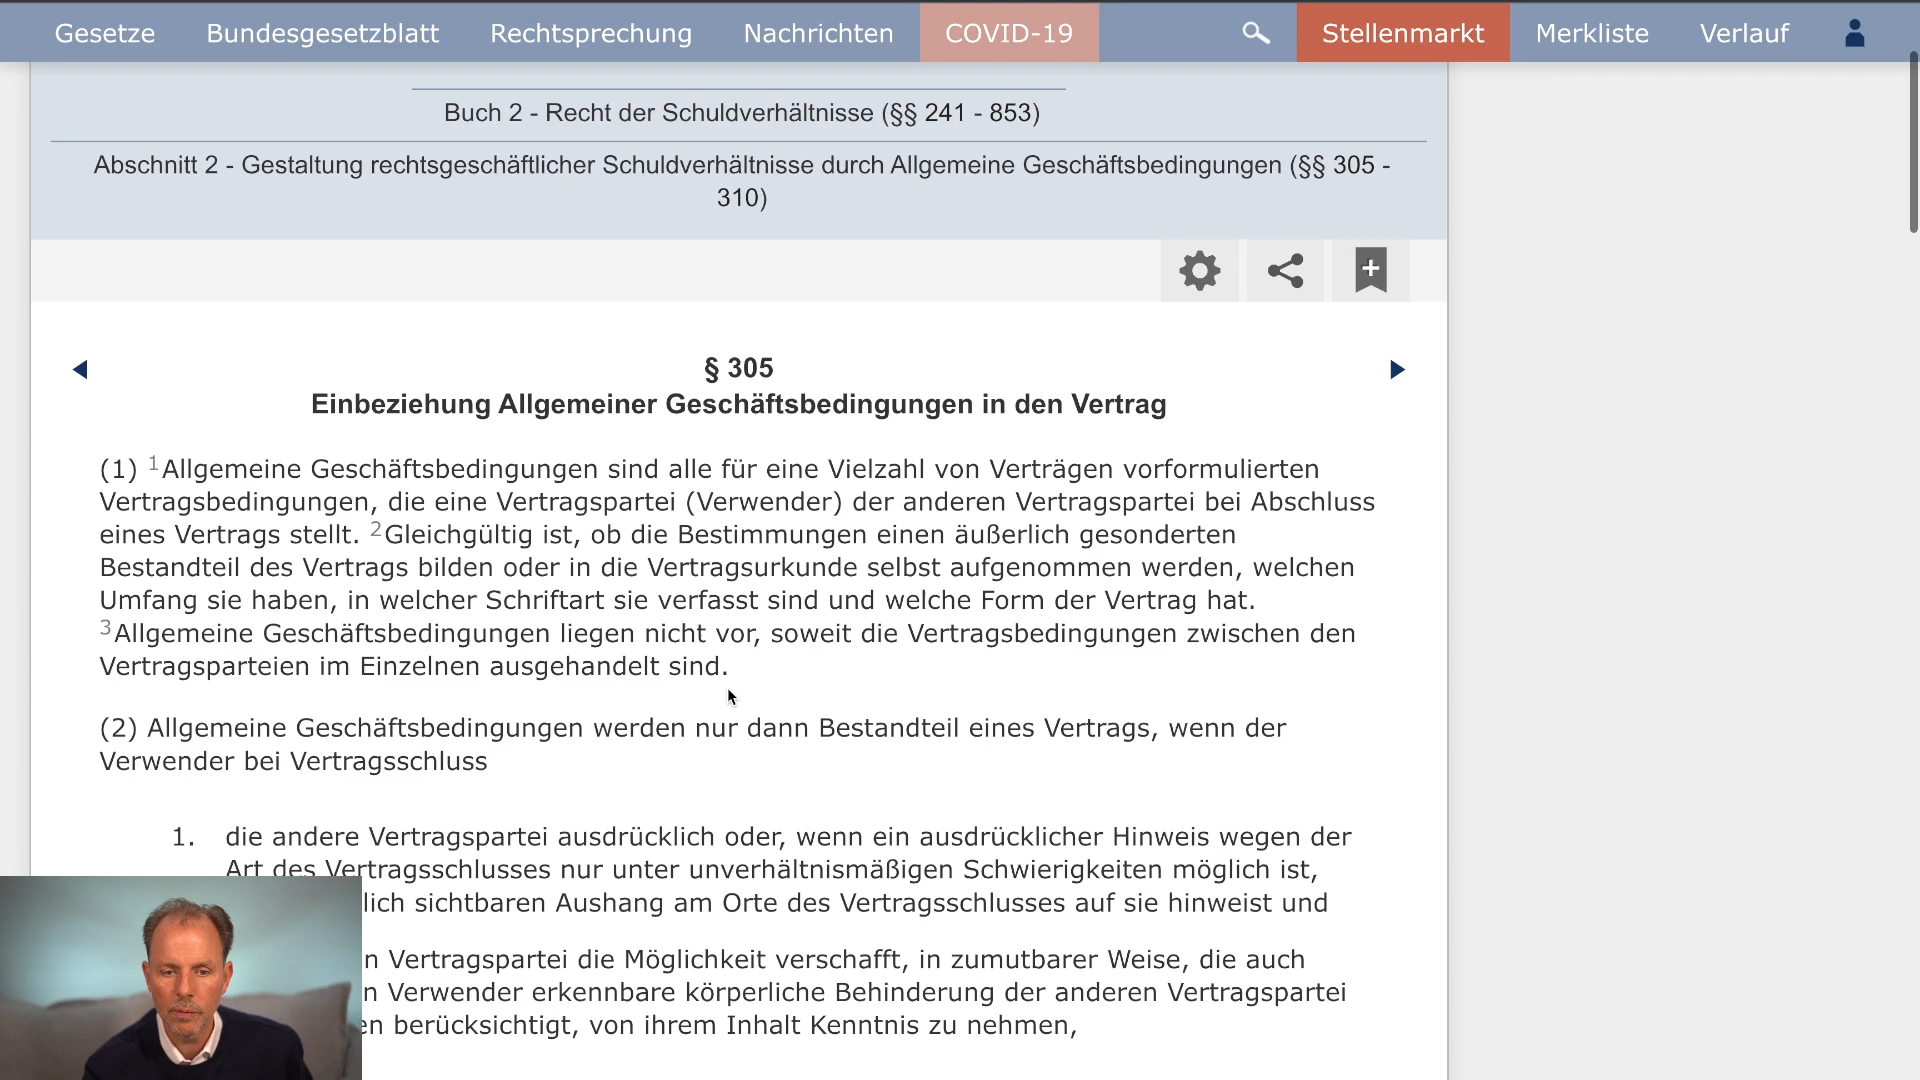 Gesetze Bundesgesetzblatt Rechtsprechung Nachrichten COVID-19 Stellenmarkt Merkliste Verlauf
Buch 2 - Recht der Schuldverhältnisse (§§ 241 - 853)
Abschnitt 2 - Gestaltung rechtsgeschäftlicher Schuldverhältnisse durch Allgemeine Geschäftsbedingungen (§§ 305 -
310)
§ 305
Einbeziehung Allgemeiner Geschäftsbedingungen in den Vertrag
(1) 1Allgemeine Geschäftsbedingungen sind alle für eine Vielzahl von Verträgen vorformulierten
Vertragsbedingungen, die eine Vertragspartei (Verwender) der anderen Vertragspartei bei Abschluss
eines Vertrags stellt. 2Gleichgültig ist, ob die Bestimmungen einen äußerlich gesonderten
Bestandteil des Vertrags bilden oder in die Vertragsurkunde selbst aufgenommen werden, welchen
Umfang sie haben, in welcher Schriftart sie verfasst sind und welche Form der Vertrag hat.
3Allgemeine Geschäftsbedingungen liegen nicht vor, soweit die Vertragsbedingungen zwischen den
Vertragsparteien im Einzelnen ausgehandelt sind.
(2) Allgemeine Geschäftsbedingungen werden nur dann Bestandteil eines Vertrags, wenn der
Verwender bei Vertragsschluss
1. die andere Vertragspartei ausdrücklich oder, wenn ein ausdrücklicher Hinweis wegen der
Art des Vertragsschlusses nur unter unverhältnismäßigen Schwierigkeiten möglich ist,
lich sichtbaren Aushang am Orte des Vertragsschlusses auf sie hinweist und
n Vertragspartei die Möglichkeit verschafft, in zumutbarer Weise, die auch
n Verwender erkennbare körperliche Behinderung der anderen Vertragspartei
en berücksichtigt, von ihrem Inhalt Kenntnis zu nehmen,